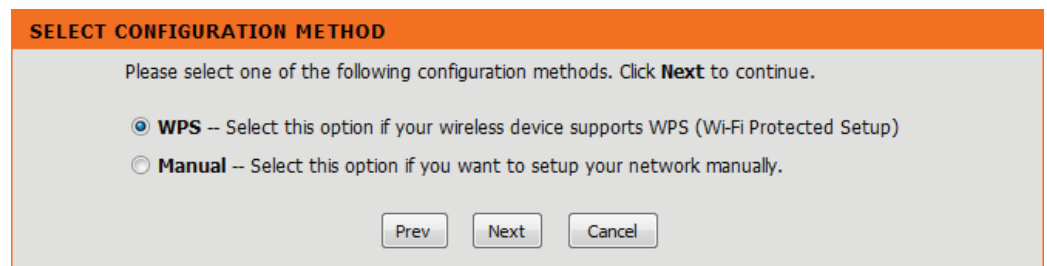 SELECT CONFIGURATION METHOD
Please select one of the following configuration methods. Click Next to continue.
WPS -- Select this option if your wireless device supports WPS (Wi-Fi Protected Setup)
Manual -- Select this option if you want to setup your network manually.
Prev Next Cancel